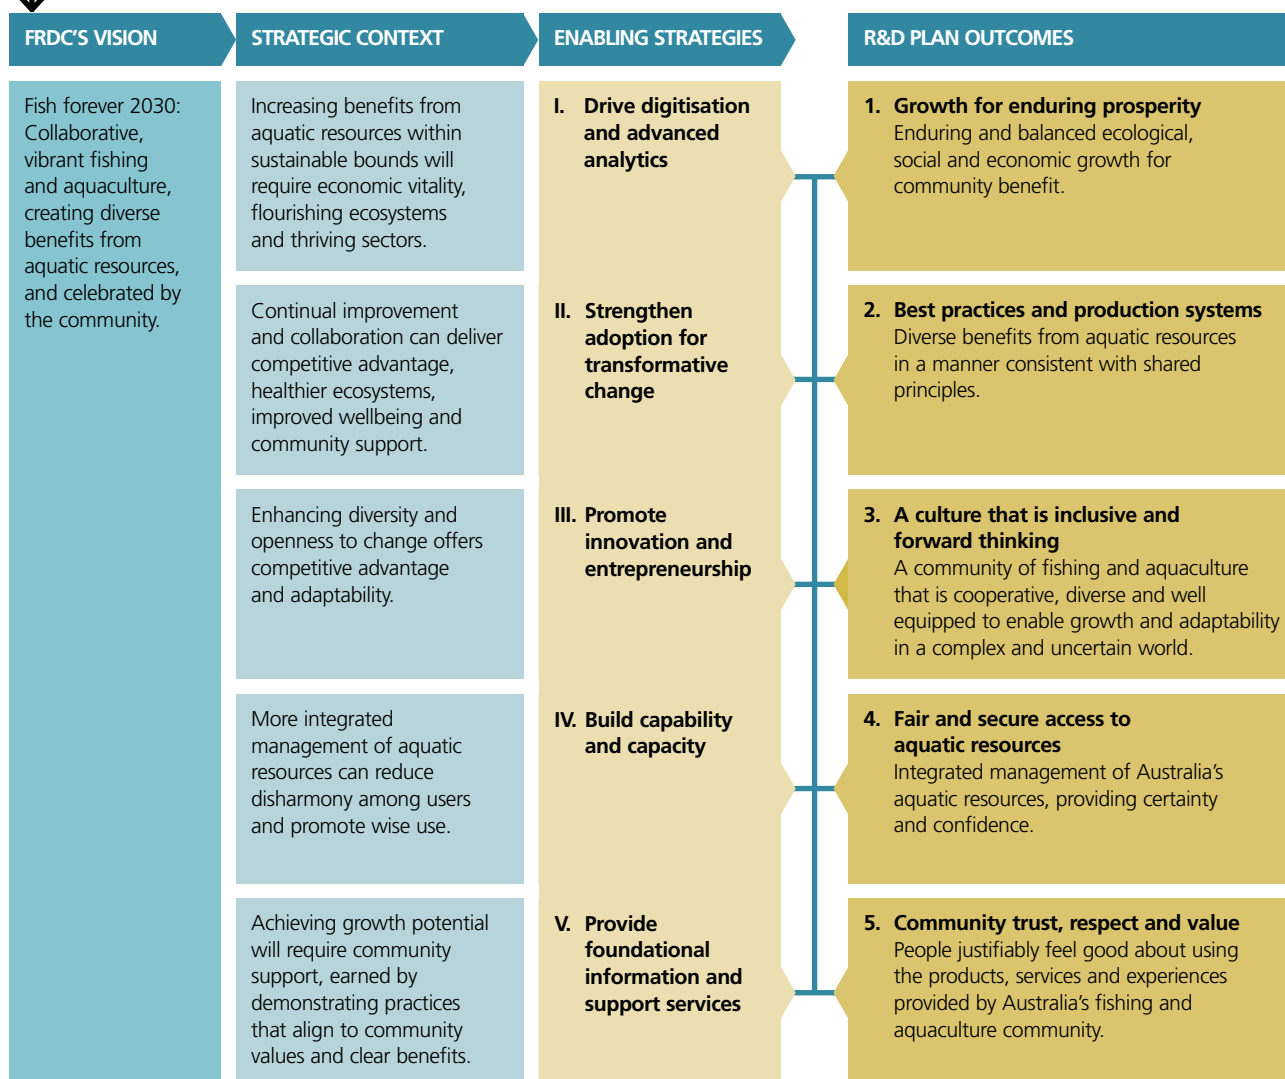 FRDC'S VISION
STRATEGIC CONTEXT
ENABLING STRATEGIES
R&D PLAN OUTCOMES
Fish forever 2030:
Collaborative,
vibrant fishing
and aquaculture,
creating diverse
benefits from
aquatic resources,
and celebrated by
the community.
Increasing benefits from
aquatic resources within
sustainable bounds will
require economic vitality,
flourishing ecosystems
and thriving sectors.
Continual improvement
and collaboration can deliver
competitive advantage,
healthier ecosystems,
improved wellbeing and
community support.
Enhancing diversity and
openness to change offers
competitive advantage
and adaptability.
More integrated
management of aquatic
resources can reduce
disharmony among users
and promote wise use.
Achieving growth potential
will require community
support, earned by
demonstrating practices
that align to community
values and clear benefits.
I. Drive digitisation
and advanced
analytics
II. Strengthen
adoption for
transformative
change
III. Promote
innovation and
entrepreneurship
IV. Build capability
and capacity
V. Provide
foundational
information and
support services
1. Growth for enduring prosperity
Enduring and balanced ecological,
social and economic growth for
community benefit.
2. Best practices and production systems
Diverse benefits from aquatic resources
in a manner consistent with shared
principles.
3. A culture that is inclusive and
forward thinking
A community of fishing and aquaculture
that is cooperative, diverse and well
equipped to enable growth and adaptability
in a complex and uncertain world.
4. Fair and secure access to
aquatic resources
Integrated management of Australia's
aquatic resources, providing certainty
and confidence.
5. Community trust, respect and value
People justifiably feel good about using
the products, services and experiences
provided by Australia's fishing and
aquaculture community.